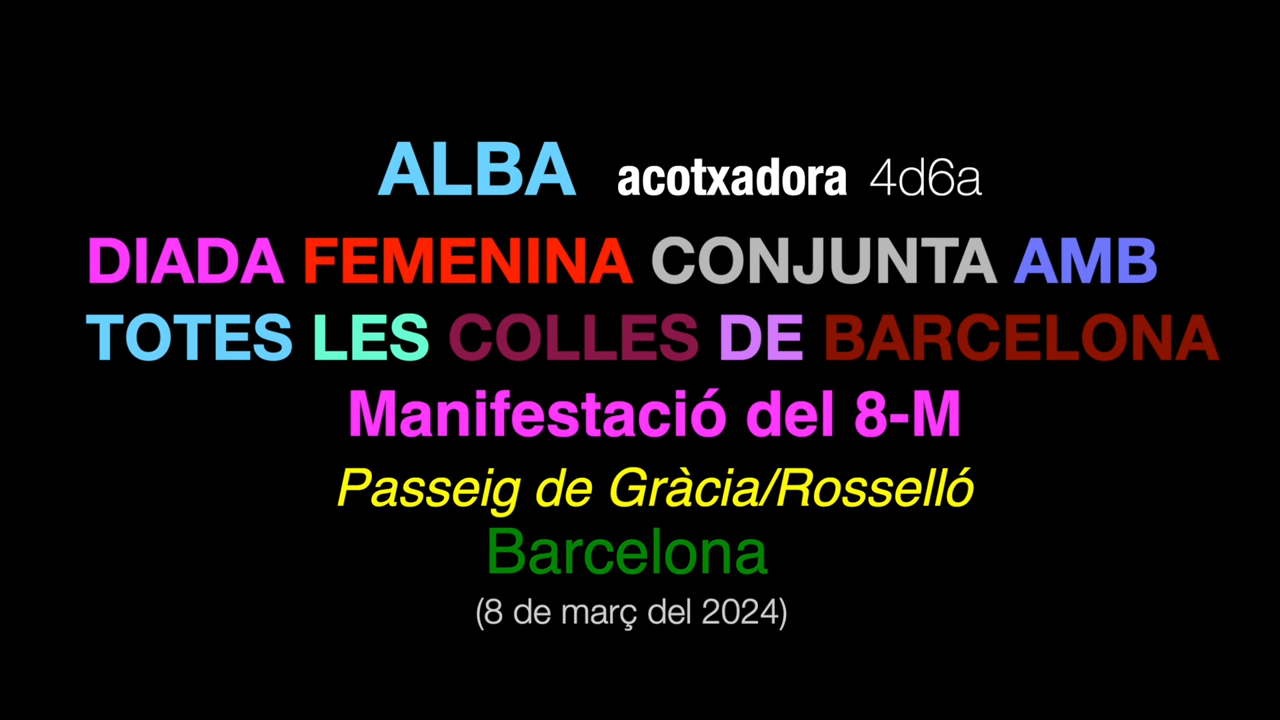 ALBA acotxadora 4d6a
DIADA FEMENINA CONJUNTA AMB
TOTES LES COLLES DE BARCELONA
Manifestació del 8-M
Passeig de Gràcia/Rosselló
Barcelona
(8 de març del 2024)